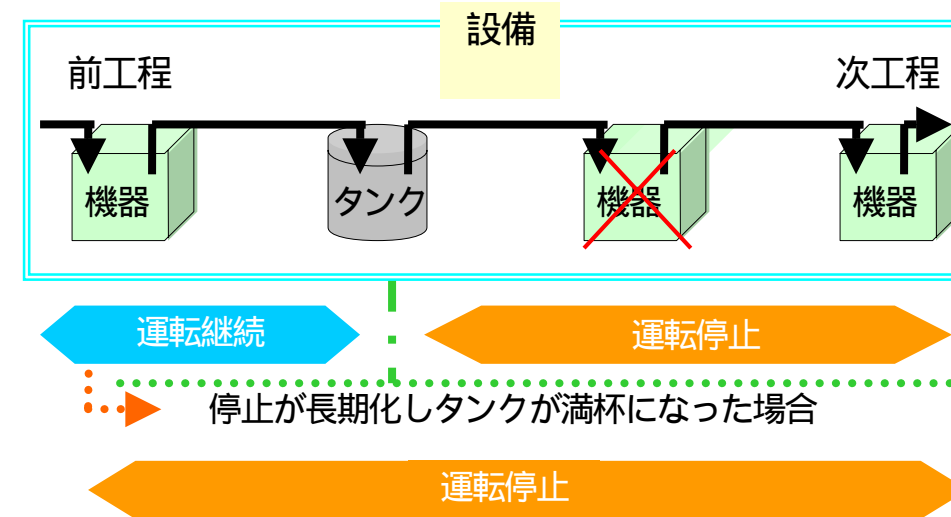 設備
前工程
次工程
機器
タンク
機器
機器
運転継続
運転停止
停止が長期化しタンクが満杯になった場合
運転停止